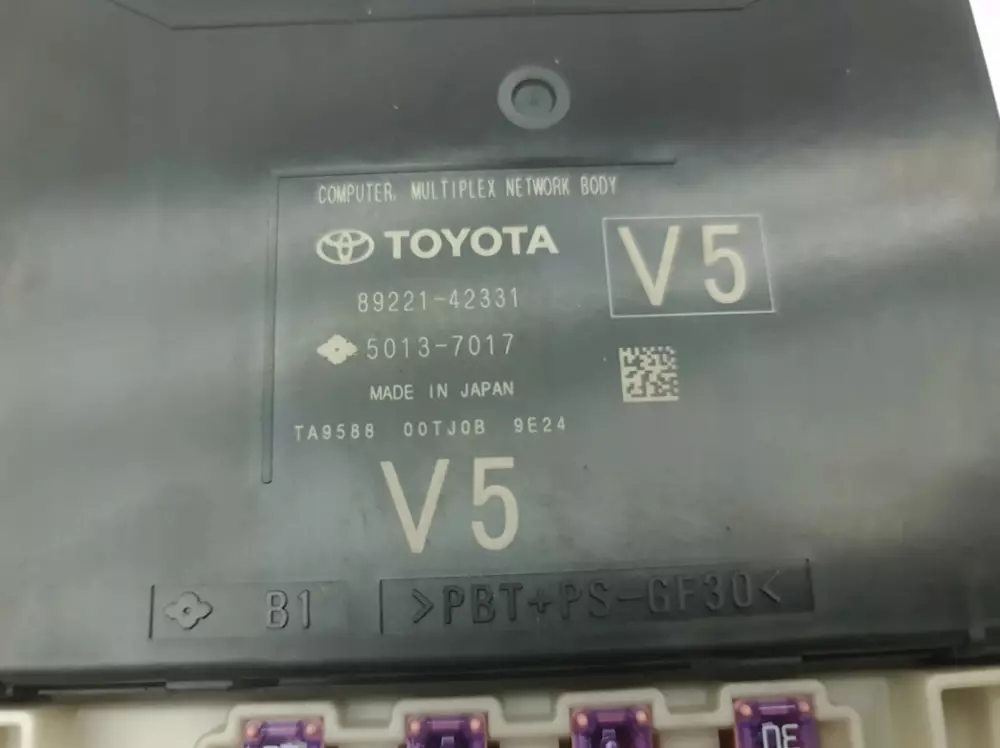 COMPUTER, MULTIPLEX NETWORK BODY
TOYOTA
V5
89221-42331
5013-7017
MADE IN JAPAN
TA9588 00TJ0B 9E24
V5
B1
>PBT+PS-GF30<